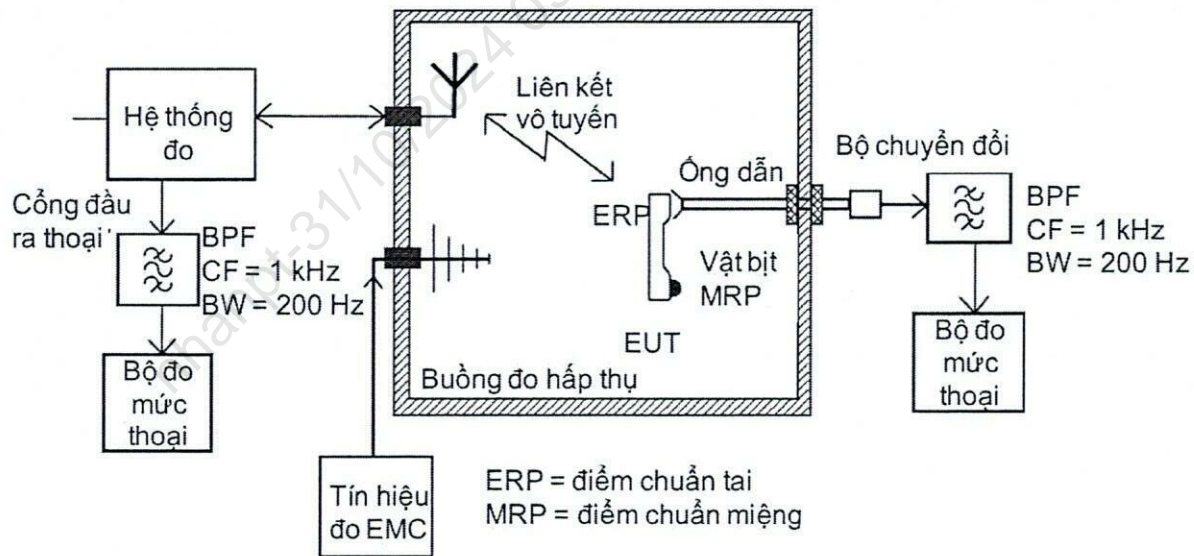 Hệ thống
đo
Cổng đầu
ra thoại
BPF
CF = 1 kHz
BW = 200 Hz
Bộ đo
mức
thoại
Liên kết
vô tuyến
Ống dẫn
ERP
Vật bịt
MRP
EUT
Buồng đo hấp thụ
Bộ chuyển đổi
BPF
CF = 1 kHz
BW = 200 Hz
Bộ đo
mức
thoại
Tín hiệu
đo EMC
ERP = điểm chuẩn tai
MRP = điểm chuẩn miệng